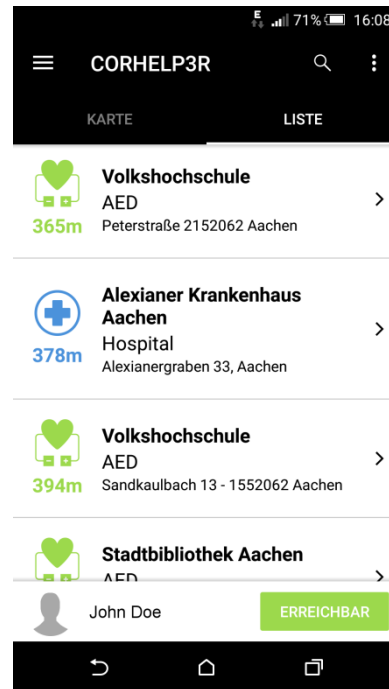 E 71% 16:08
CORHELP3R
KARTE LISTE
Volkshochschule
AED
365m Peterstraße 2152062 Aachen
Alexianer Krankenhaus
Aachen
Hospital
378m
Alexianergraben 33, Aachen
Volkshochschule
AED
394m Sandkaulbach 13 - 1552062 Aachen
Stadtbibliothek Aachen
AED
John Doe ERREICHBAR